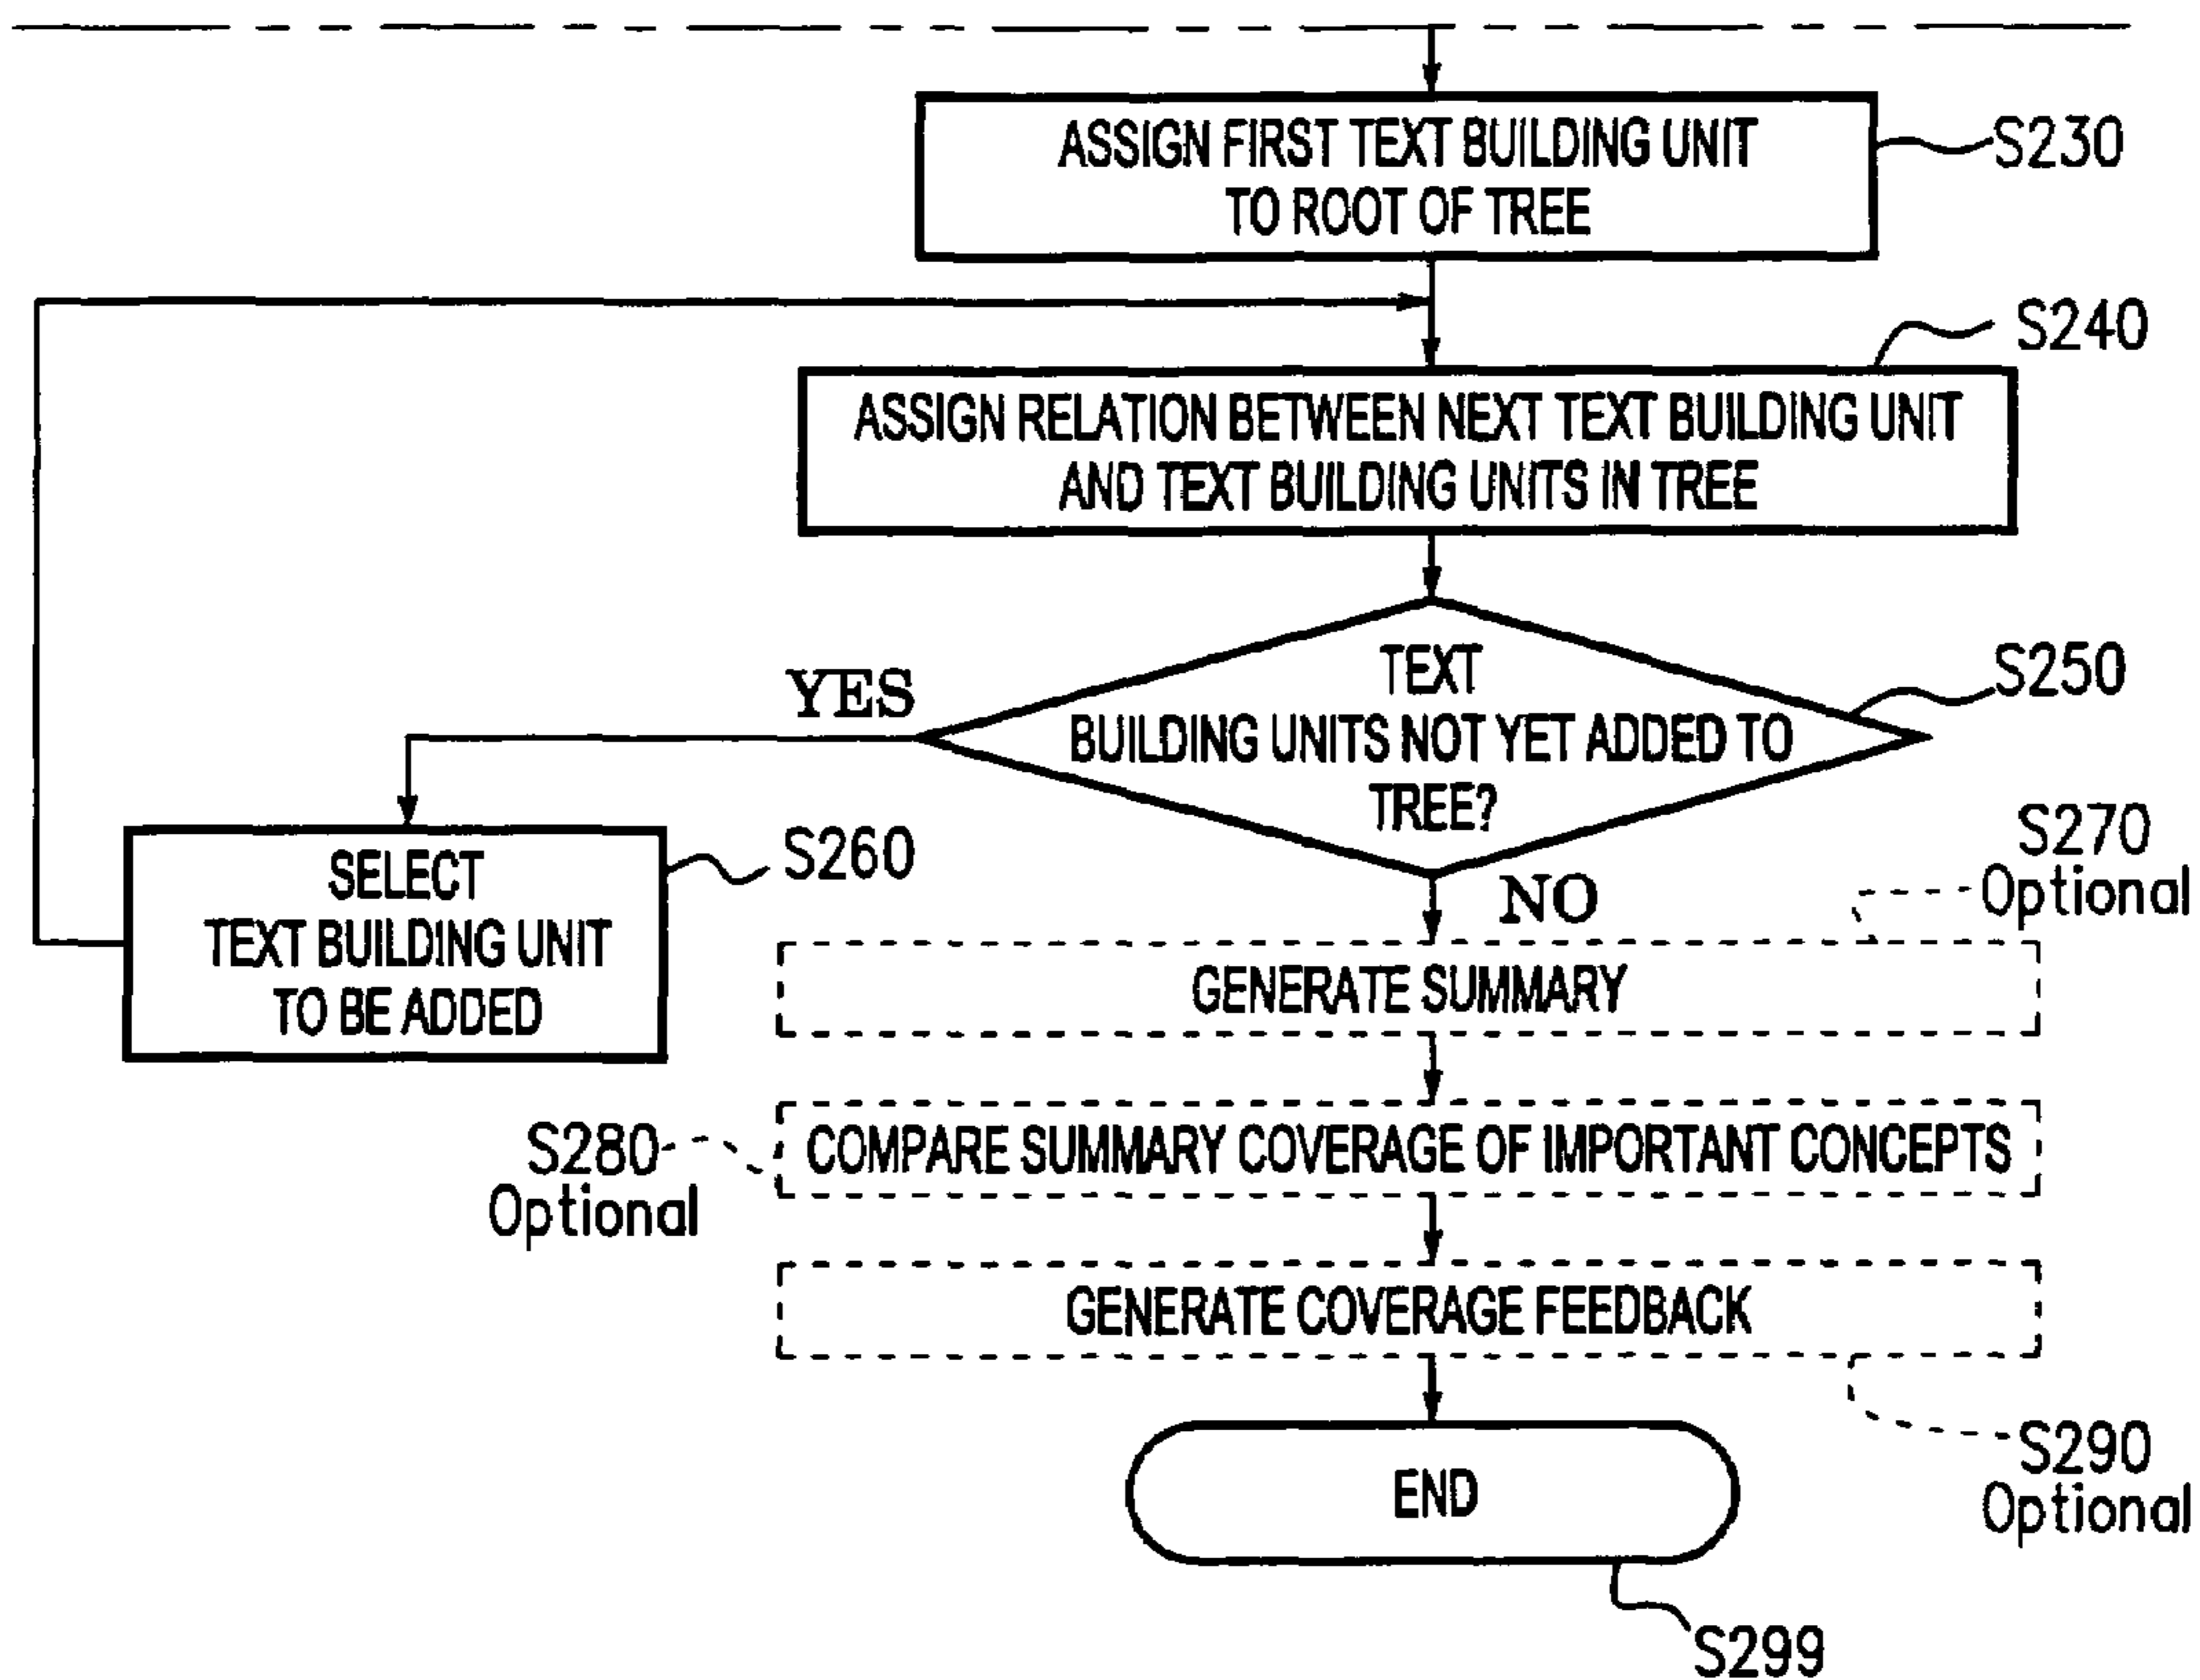 ASSIGN FIRST TEXT BUILDING UNIT
TO ROOT OF TREE
S230
S240
ASSIGN RELATION BETWEEN NEXT TEXT BUILDING UNIT
AND TEXT BUILDING UNITS IN TREE
YES
TEXT
BUILDING UNITS NOT YET ADDED TO
TREE?
S250
SELECT
TEXT BUILDING UNIT
TO BE ADDED
S260
NO
S270
Optional
GENERATE SUMMARY
S280
Optional
COMPARE SUMMARY COVERAGE OF IMPORTANT CONCEPTS
GENERATE COVERAGE FEEDBACK
S290
Optional
END
S299